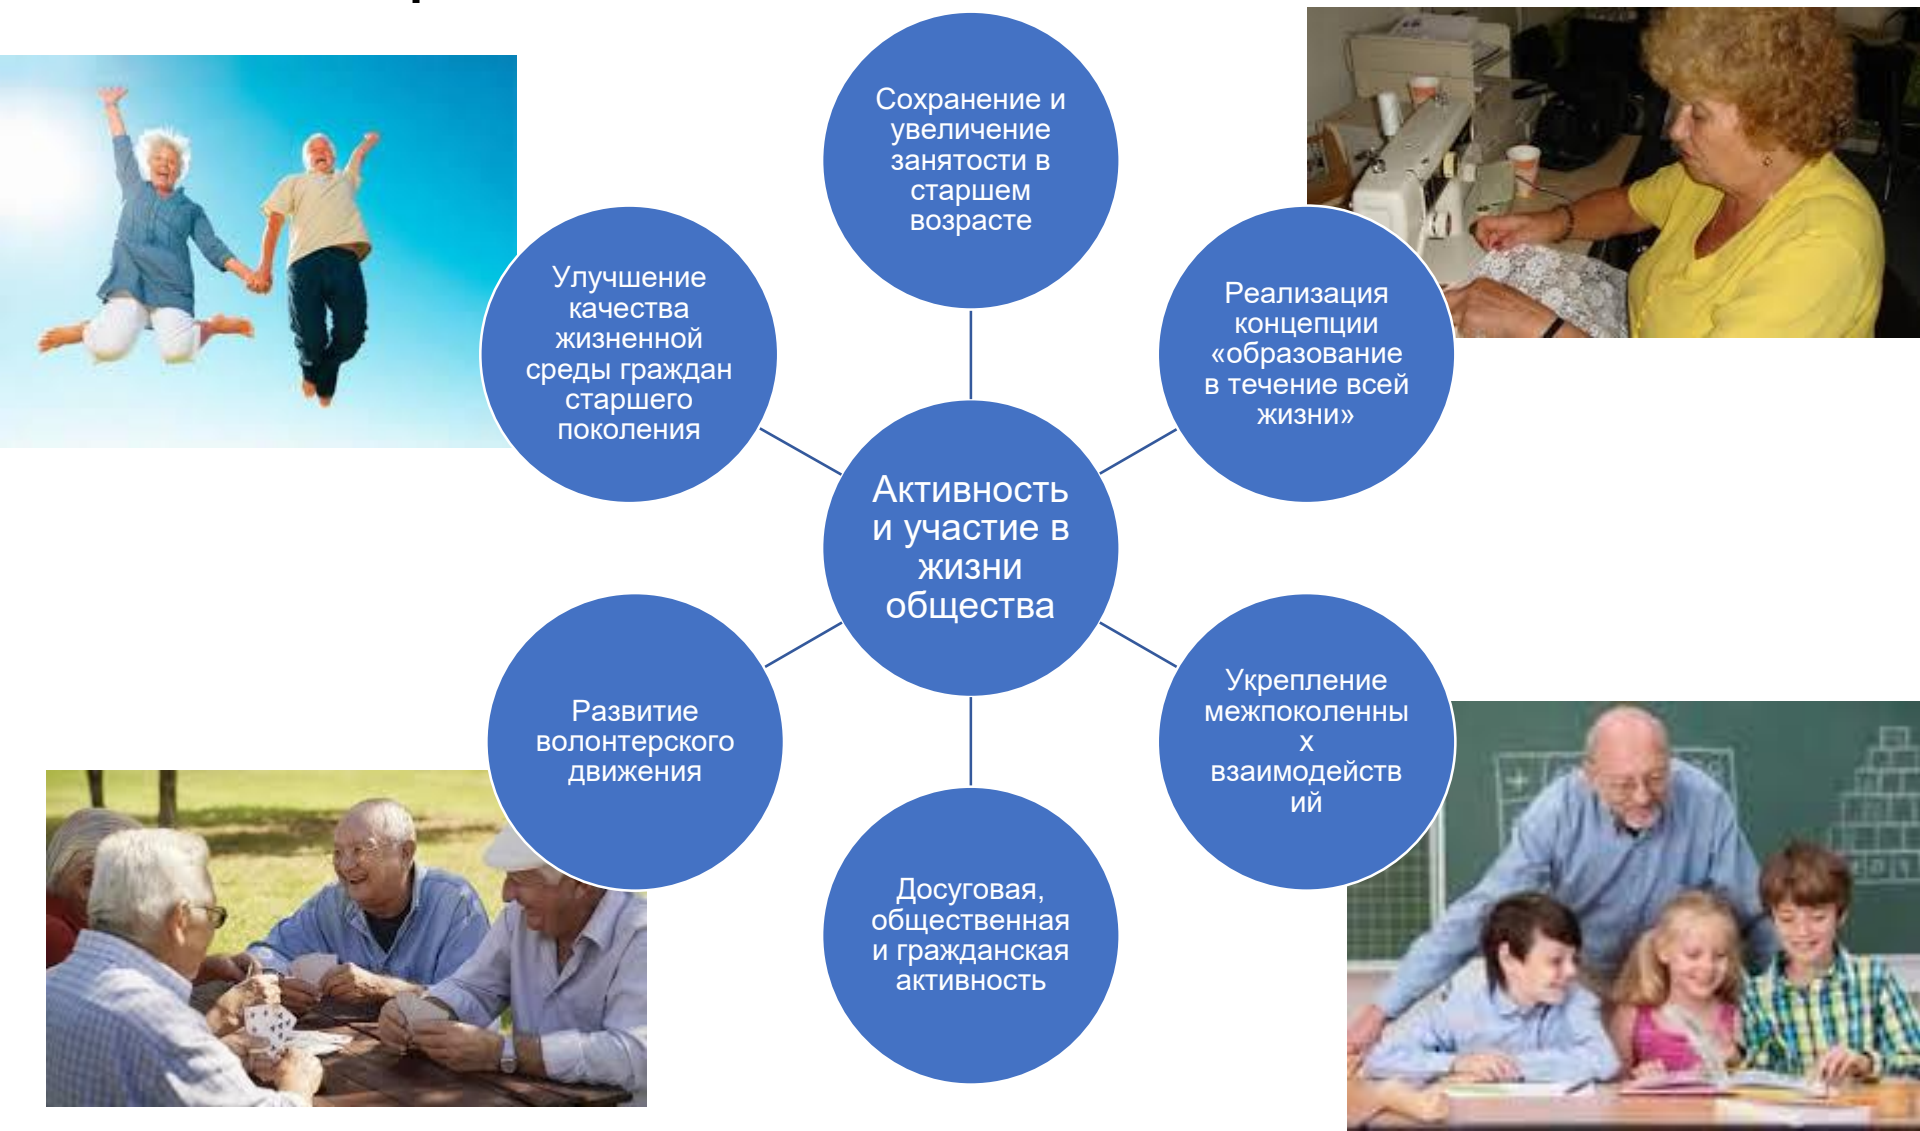 Сохранение и
увеличение
занятости в
старшем
возрасте
Улучшение
качества
жизненной
среды граждан
старшего
поколения
Реализация
концепции
«образование
в течение всей
жизни»
Активность
и участие в
жизни
общества
Развитие
волонтерского
движения
Укрепление
межпоколенны
х
взаимодейств
ий
Досуговая,
общественная
и гражданская
активность